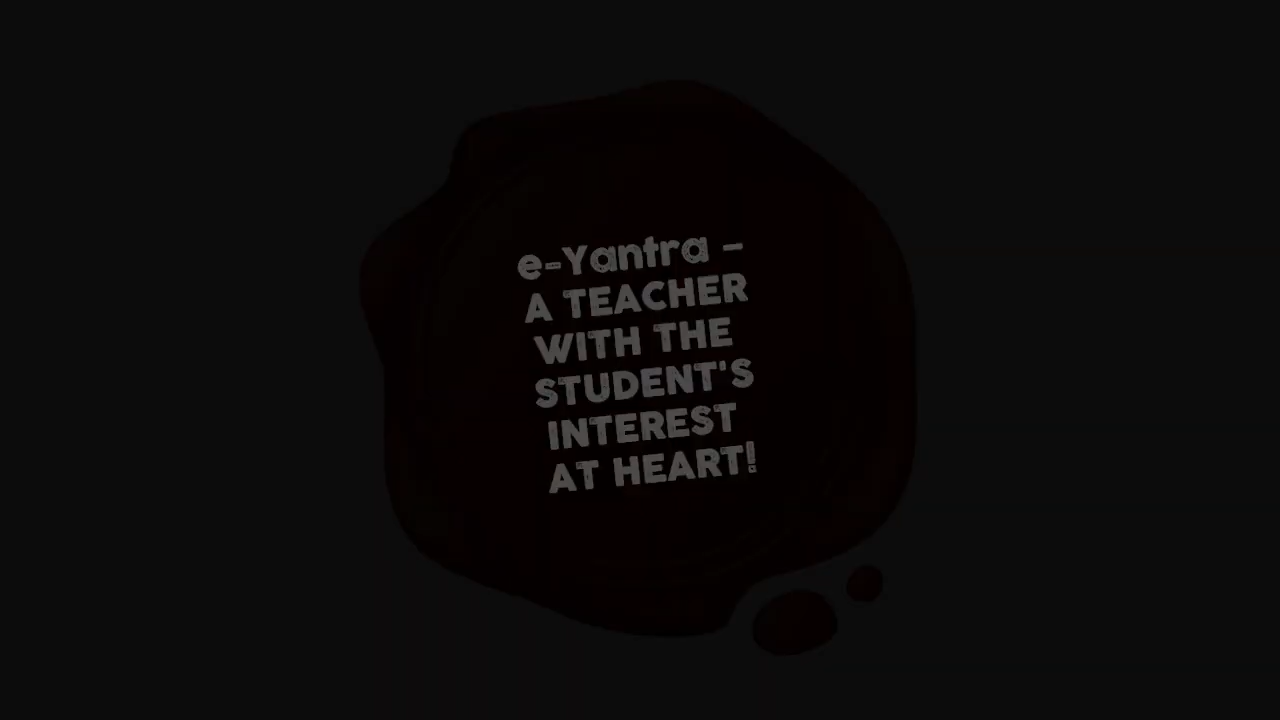 e-Yantra –
A TEACHER
WITH THE
STUDENT'S
INTEREST
AT HEART!